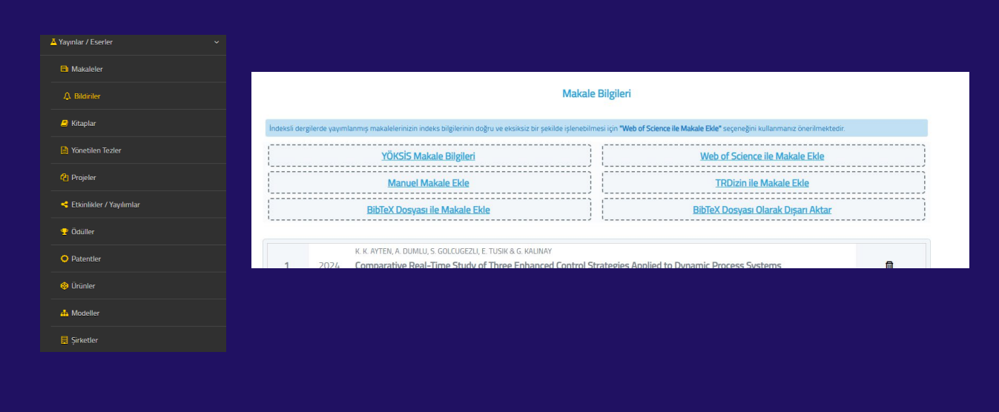 Yayınlar / Eserler
Makaleler
Bildiriler
Kitaplar
Yönetilen Tezler
Projeler
Etkinlikler / Yayılımlar
Ödüller
Patentler
Ürünler
Modeller
Şirketler
Makale Bilgileri
İndeksli dergilerde yayımlanmış makalelerinizin indeks bilgilerinin doğru ve eksiksiz bir şekilde işlenebilmesi için "Web of Science ile Makale Ekle" seçeneğini kullanmanız önerilmektedir.
YÖKSİS Makale Bilgileri
Web of Science ile Makale Ekle
Manuel Makale Ekle
TRDizin ile Makale Ekle
BibTeX Dosyası ile Makale Ekle
BibTeX Dosyası Olarak Dışarı Aktar
K. K. AYTEN, A. DUMLU, S. GOLCUGEZLI, E. TUSIK & G. KALINAY
1 2024 Comparative Real-Time Study of Three Enhanced Control Strategies Applied to Dynamic Process Systems